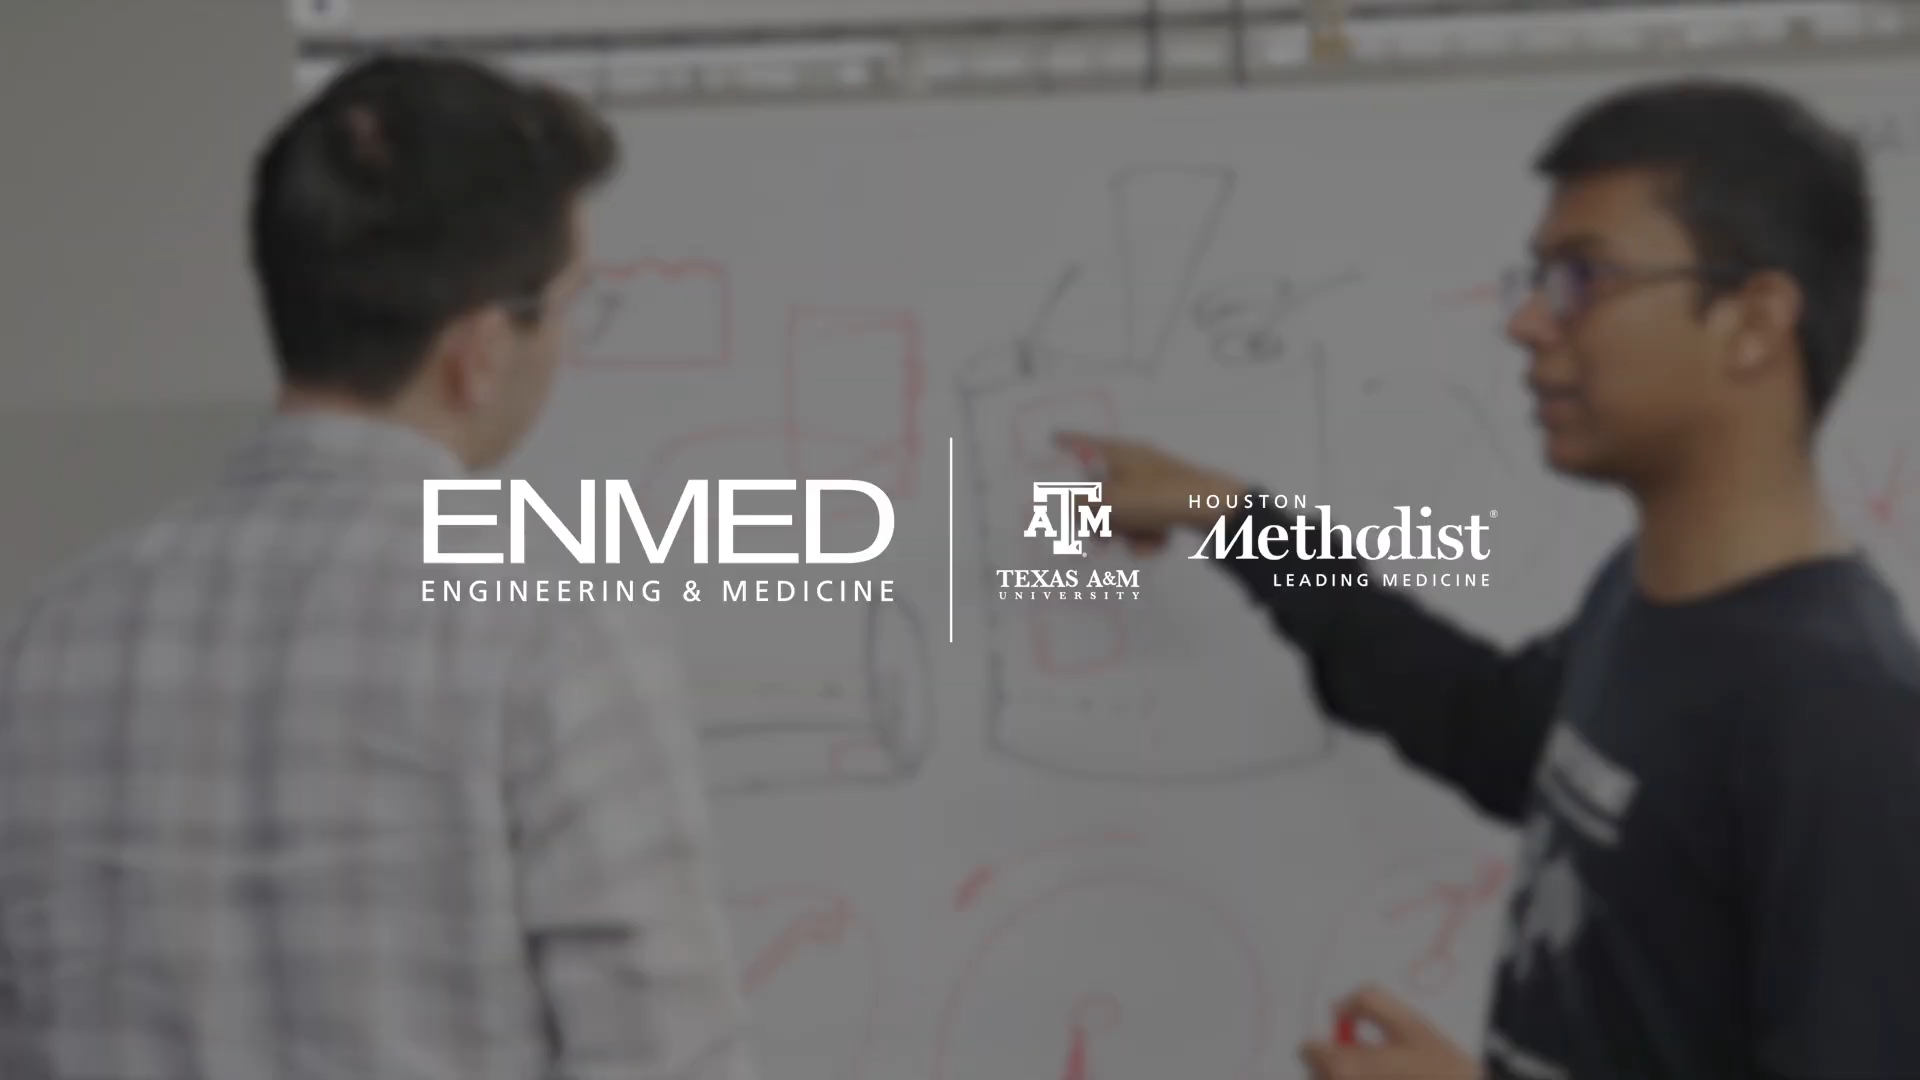 ENMED
ENGINEERING & MEDICINE
ATM
TEXAS A&M
UNIVERSITY
HOUSTON
Methodist®
LEADING MEDICINE